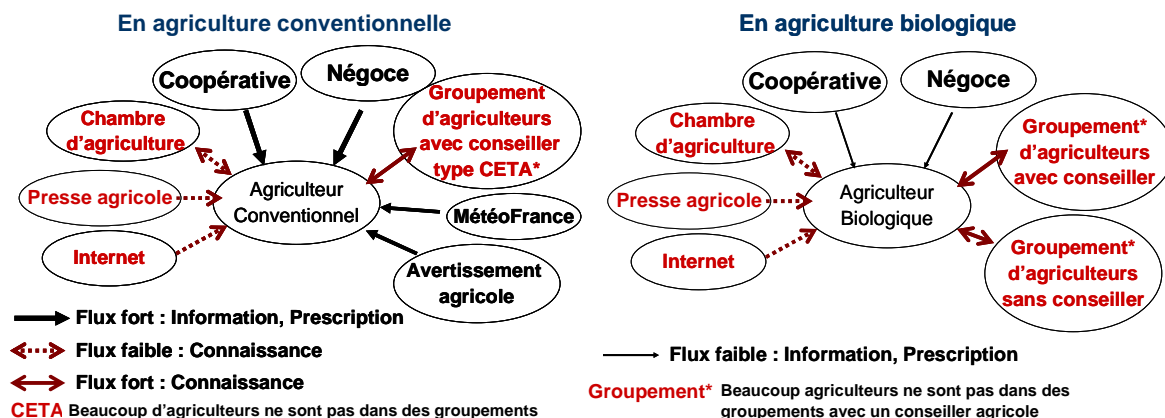 En agriculture conventionnelle
Coopérative
Négoce
Groupement
d'agriculteurs
avec conseiller
type CETA*
Chambre
d'agriculture
Presse agricole
Internet
Agriculteur
Conventionnel
MétéoFrance
Avertissement
agricole
Flux fort : Information, Prescription
Flux faible : Connaissance
Flux fort : Connaissance
CETA Beaucoup d'agriculteurs ne sont pas dans des groupements
En agriculture biologique
Coopérative
Négoce
Chambre
d'agriculture
Groupement*
d'agriculteurs
avec conseiller
Presse agricole
Agriculteur
Biologique
Internet
Groupement*
d'agriculteurs
sans conseiller
Flux faible : Information, Prescription
Groupement* Beaucoup agriculteurs ne sont pas dans des
groupements avec un conseiller agricole